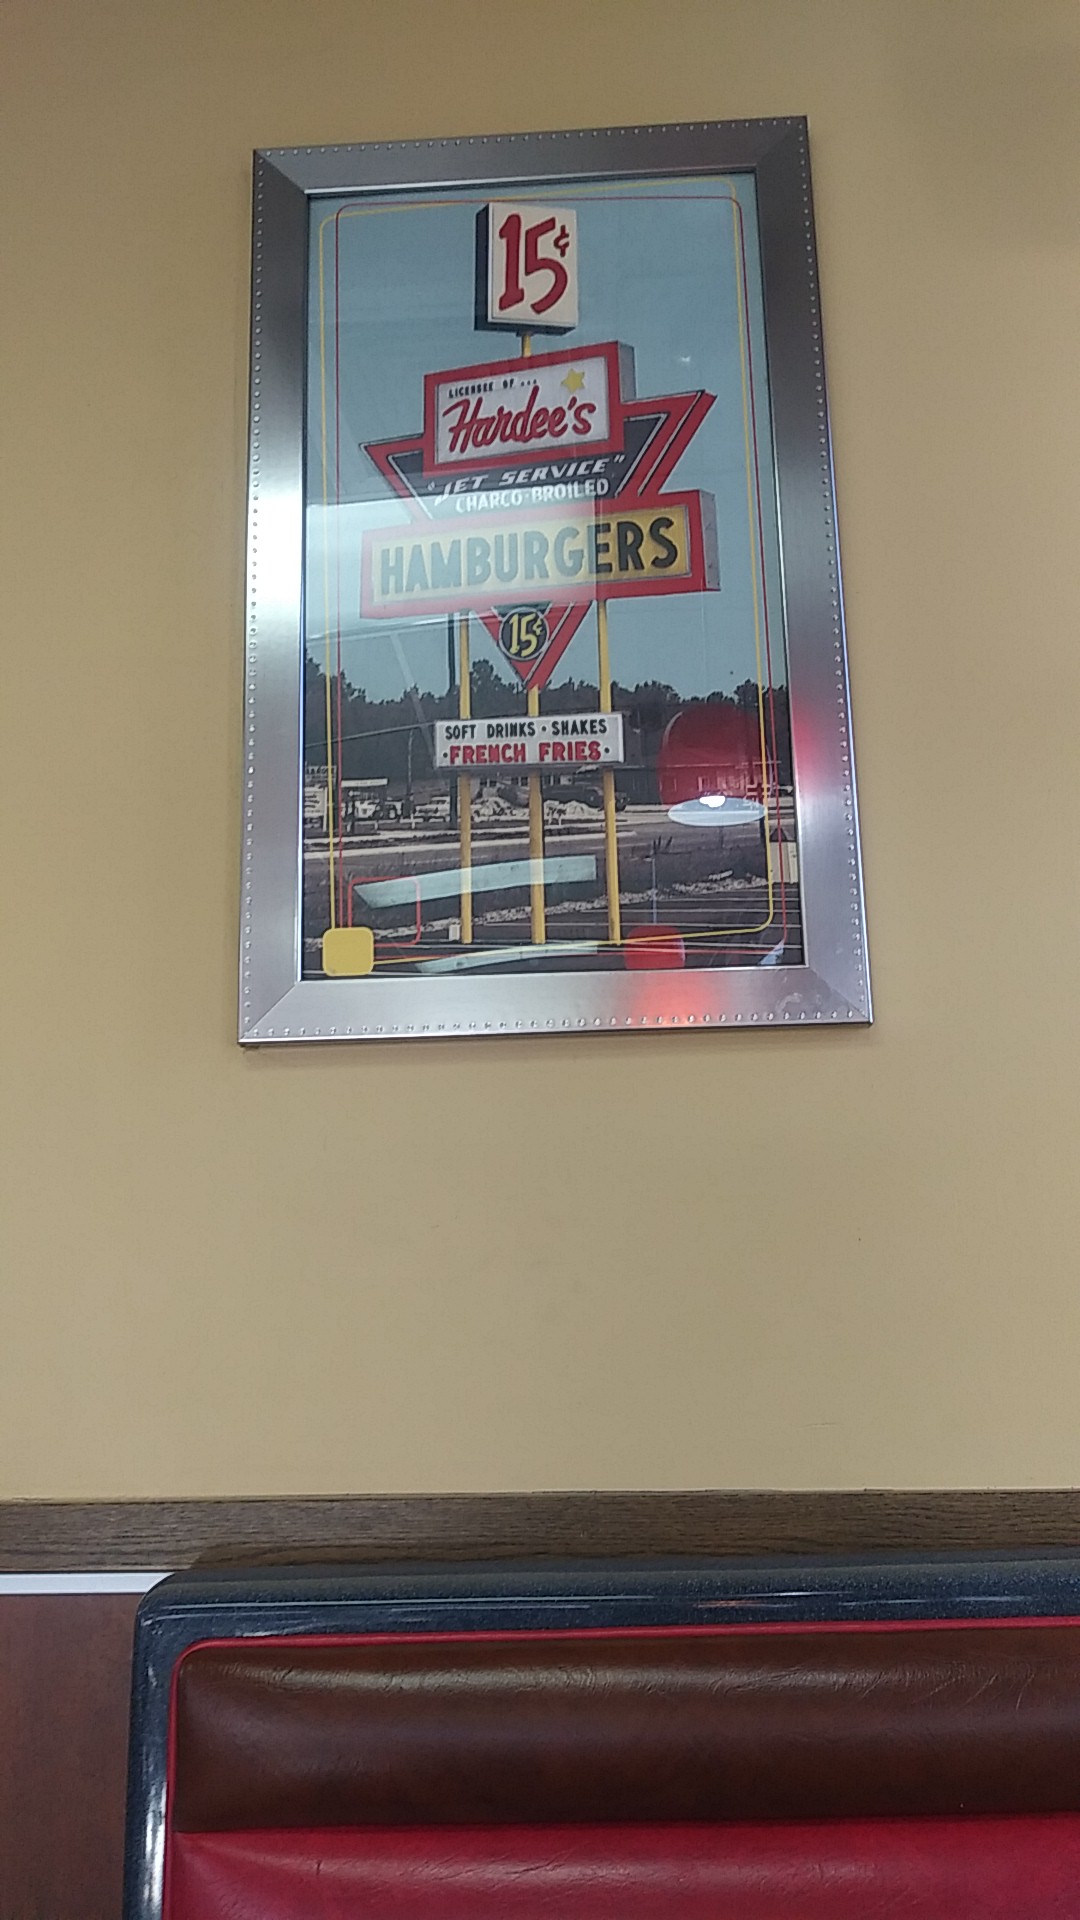 15¢
LICENSEE OF ...
Hardee's
"JET SERVICE"
CHARCO-BROILED
HAMBURGERS
15¢
SOFT DRINKS • SHAKES
• FRENCH FRIES •